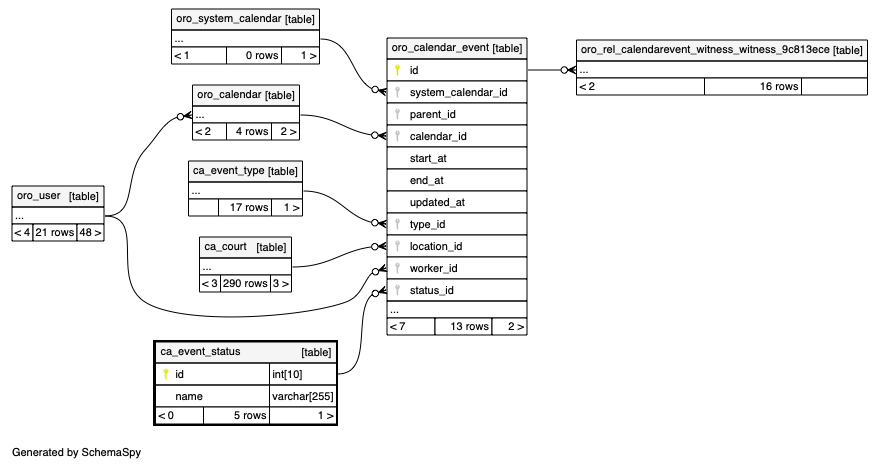 oro_system_calendar [table]
...
< 1 0 rows 1 >
oro_calendar [table]
...
< 2 4 rows 2 >
ca_event_type [table]
...
17 rows 1 >
oro_user [table]
...
< 4 21 rows 48 >
ca_court [table]
...
< 3 290 rows 3 >
ca_event_status [table]
id int[10]
name varchar[255]
< 0 5 rows 1 >
oro_calendar_event [table]
id
system_calendar_id
parent_id
calendar_id
start_at
end_at
updated_at
type_id
location_id
worker_id
status_id
...
< 7 13 rows 2 >
oro_rel_calendarevent_witness_witness_9c813ece [table]
...
< 2 16 rows
Generated by SchemaSpy